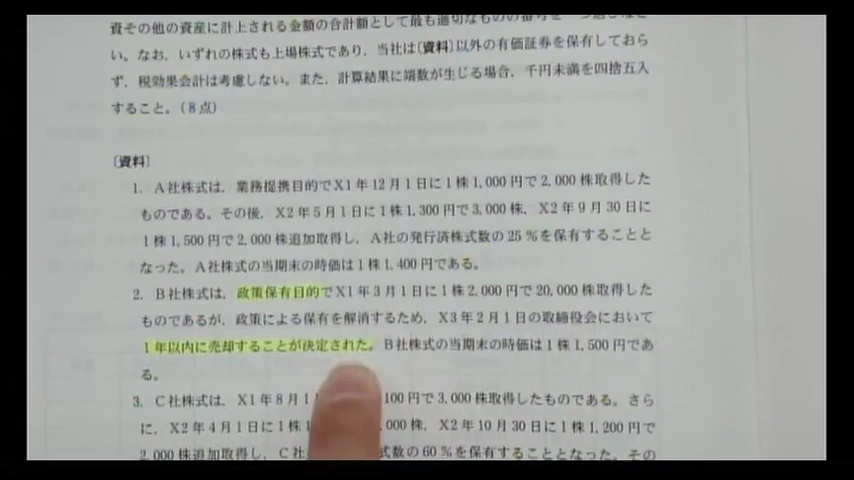 資その他の資産に計上される金額の合計額として最も適切なものの番号を一つ選びなさ
い。なお、いずれの株式も上場株式であり、当社は〔資料〕以外の有価証券を保有しておら
ず、税効果会計は考慮しない。また、計算結果に端数が生じる場合、千円未満を四捨五入
すること。(8点)
〔資料〕
1. A社株式は、業務提携目的でX1年12月1日に1株1,000円で2,000株取得した
ものである。その後、X2年5月1日に1株1,300円で3,000株、X2年9月30日に
1株1,500円で2,000株追加取得し、A社の発行済株式数の25%を保有することと
なった。A社株式の当期末の時価は1株1,400円である。
2. B社株式は、政策保有目的でX1年3月1日に1株2,000円で20,000株取得した
ものであるが、政策による保有を解消するため、X3年2月1日の取締役会において
1年以内に売却することが決定された。B社株式の当期末の時価は1株1,500円であ
る。
3. C社株式は、X1年8月1 100円で3,000株取得したものである。さら
に、X2年4月1日に1株 000株、X2年10月30日に1株1,200円で
2,000株追加取得し、C社 式数の60%を保有することとなった。その